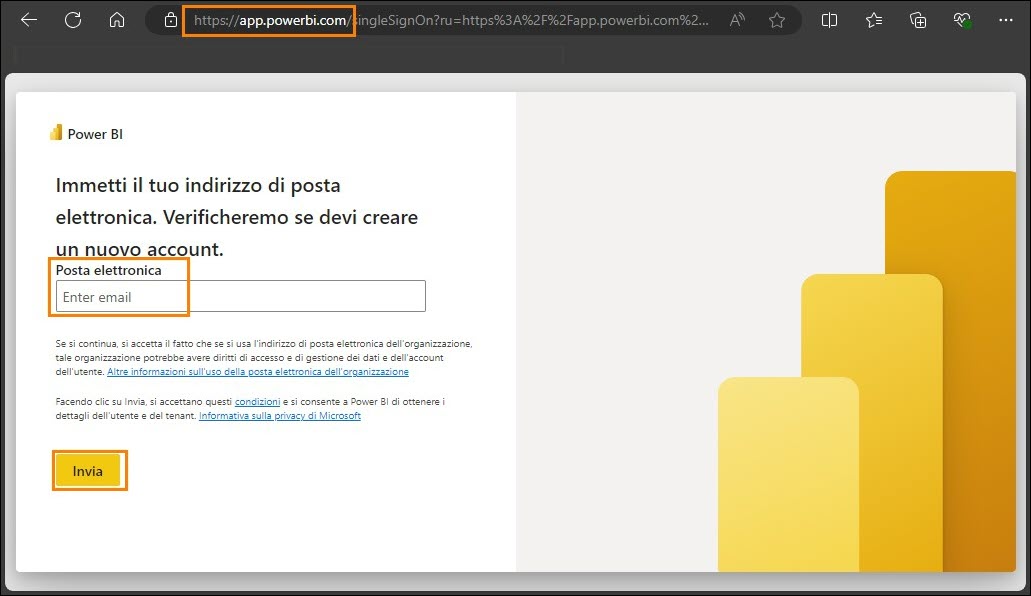 https://app.powerbi.com/singleSignOn?ru=https%3A%2F%2Fapp.powerbi.com%2...
Power BI
Immetti il tuo indirizzo di posta
elettronica. Verificheremo se devi creare
un nuovo account.
Posta elettronica
Enter email
Se si continua, si accetta il fatto che se si usa l'indirizzo di posta elettronica dell'organizzazione,
tale organizzazione potrebbe avere diritti di accesso e di gestione dei dati e dell'account
dell'utente. Altre informazioni sull'uso della posta elettronica dell'organizzazione
Facendo clic su Invia, si accettano questi condizioni e si consente a Power BI di ottenere i
dettagli dell'utente e del tenant. Informativa sulla privacy di Microsoft
Invia